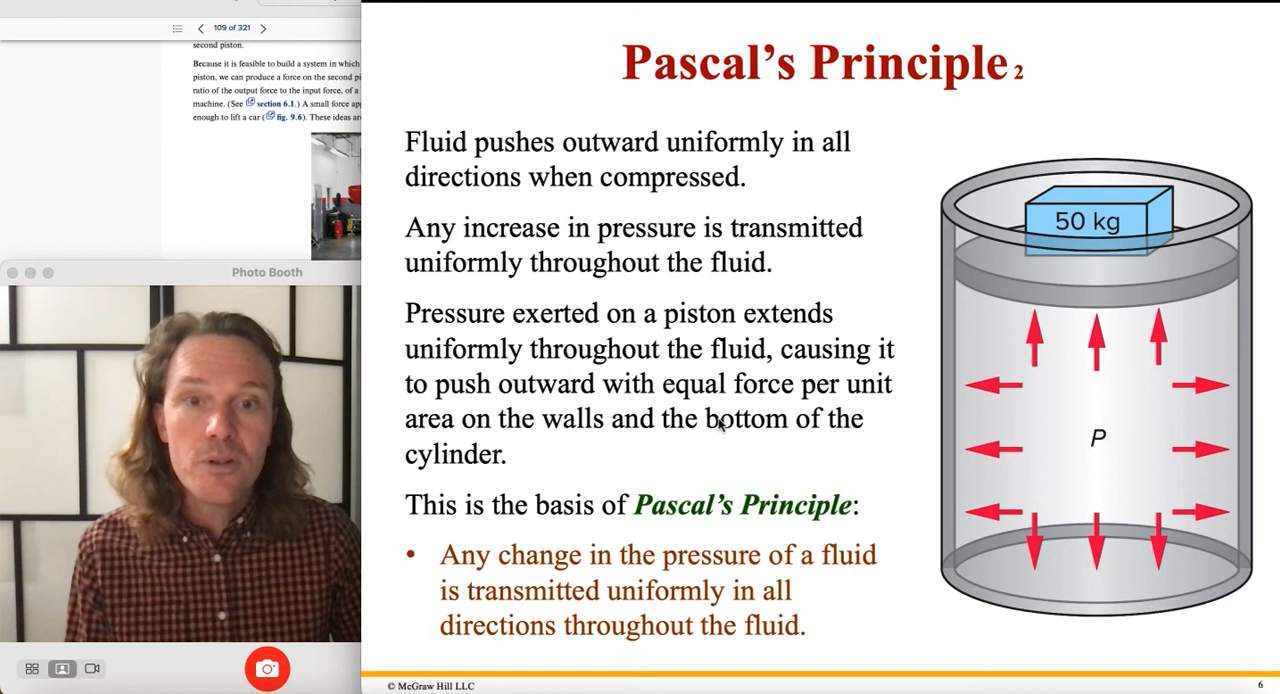 109 of 321
second piston.
Because it is feasible to build a system in which
piston, we can produce a force on the second pi
ratio of the output force to the input force, of a
machine. (See section 6.1.) A small force ap
enough to lift a car (fig. 9.6). These ideas ar
Photo Booth
Pascal's Principle 2
Fluid pushes outward uniformly in all
directions when compressed.
Any increase in pressure is transmitted
uniformly throughout the fluid.
Pressure exerted on a piston extends
uniformly throughout the fluid, causing it
to push outward with equal force per unit
area on the walls and the bottom of the
cylinder.
This is the basis of Pascal's Principle:
• Any change in the pressure of a fluid
is transmitted uniformly in all
directions throughout the fluid.
50 kg
P
© McGraw Hill LLC
6